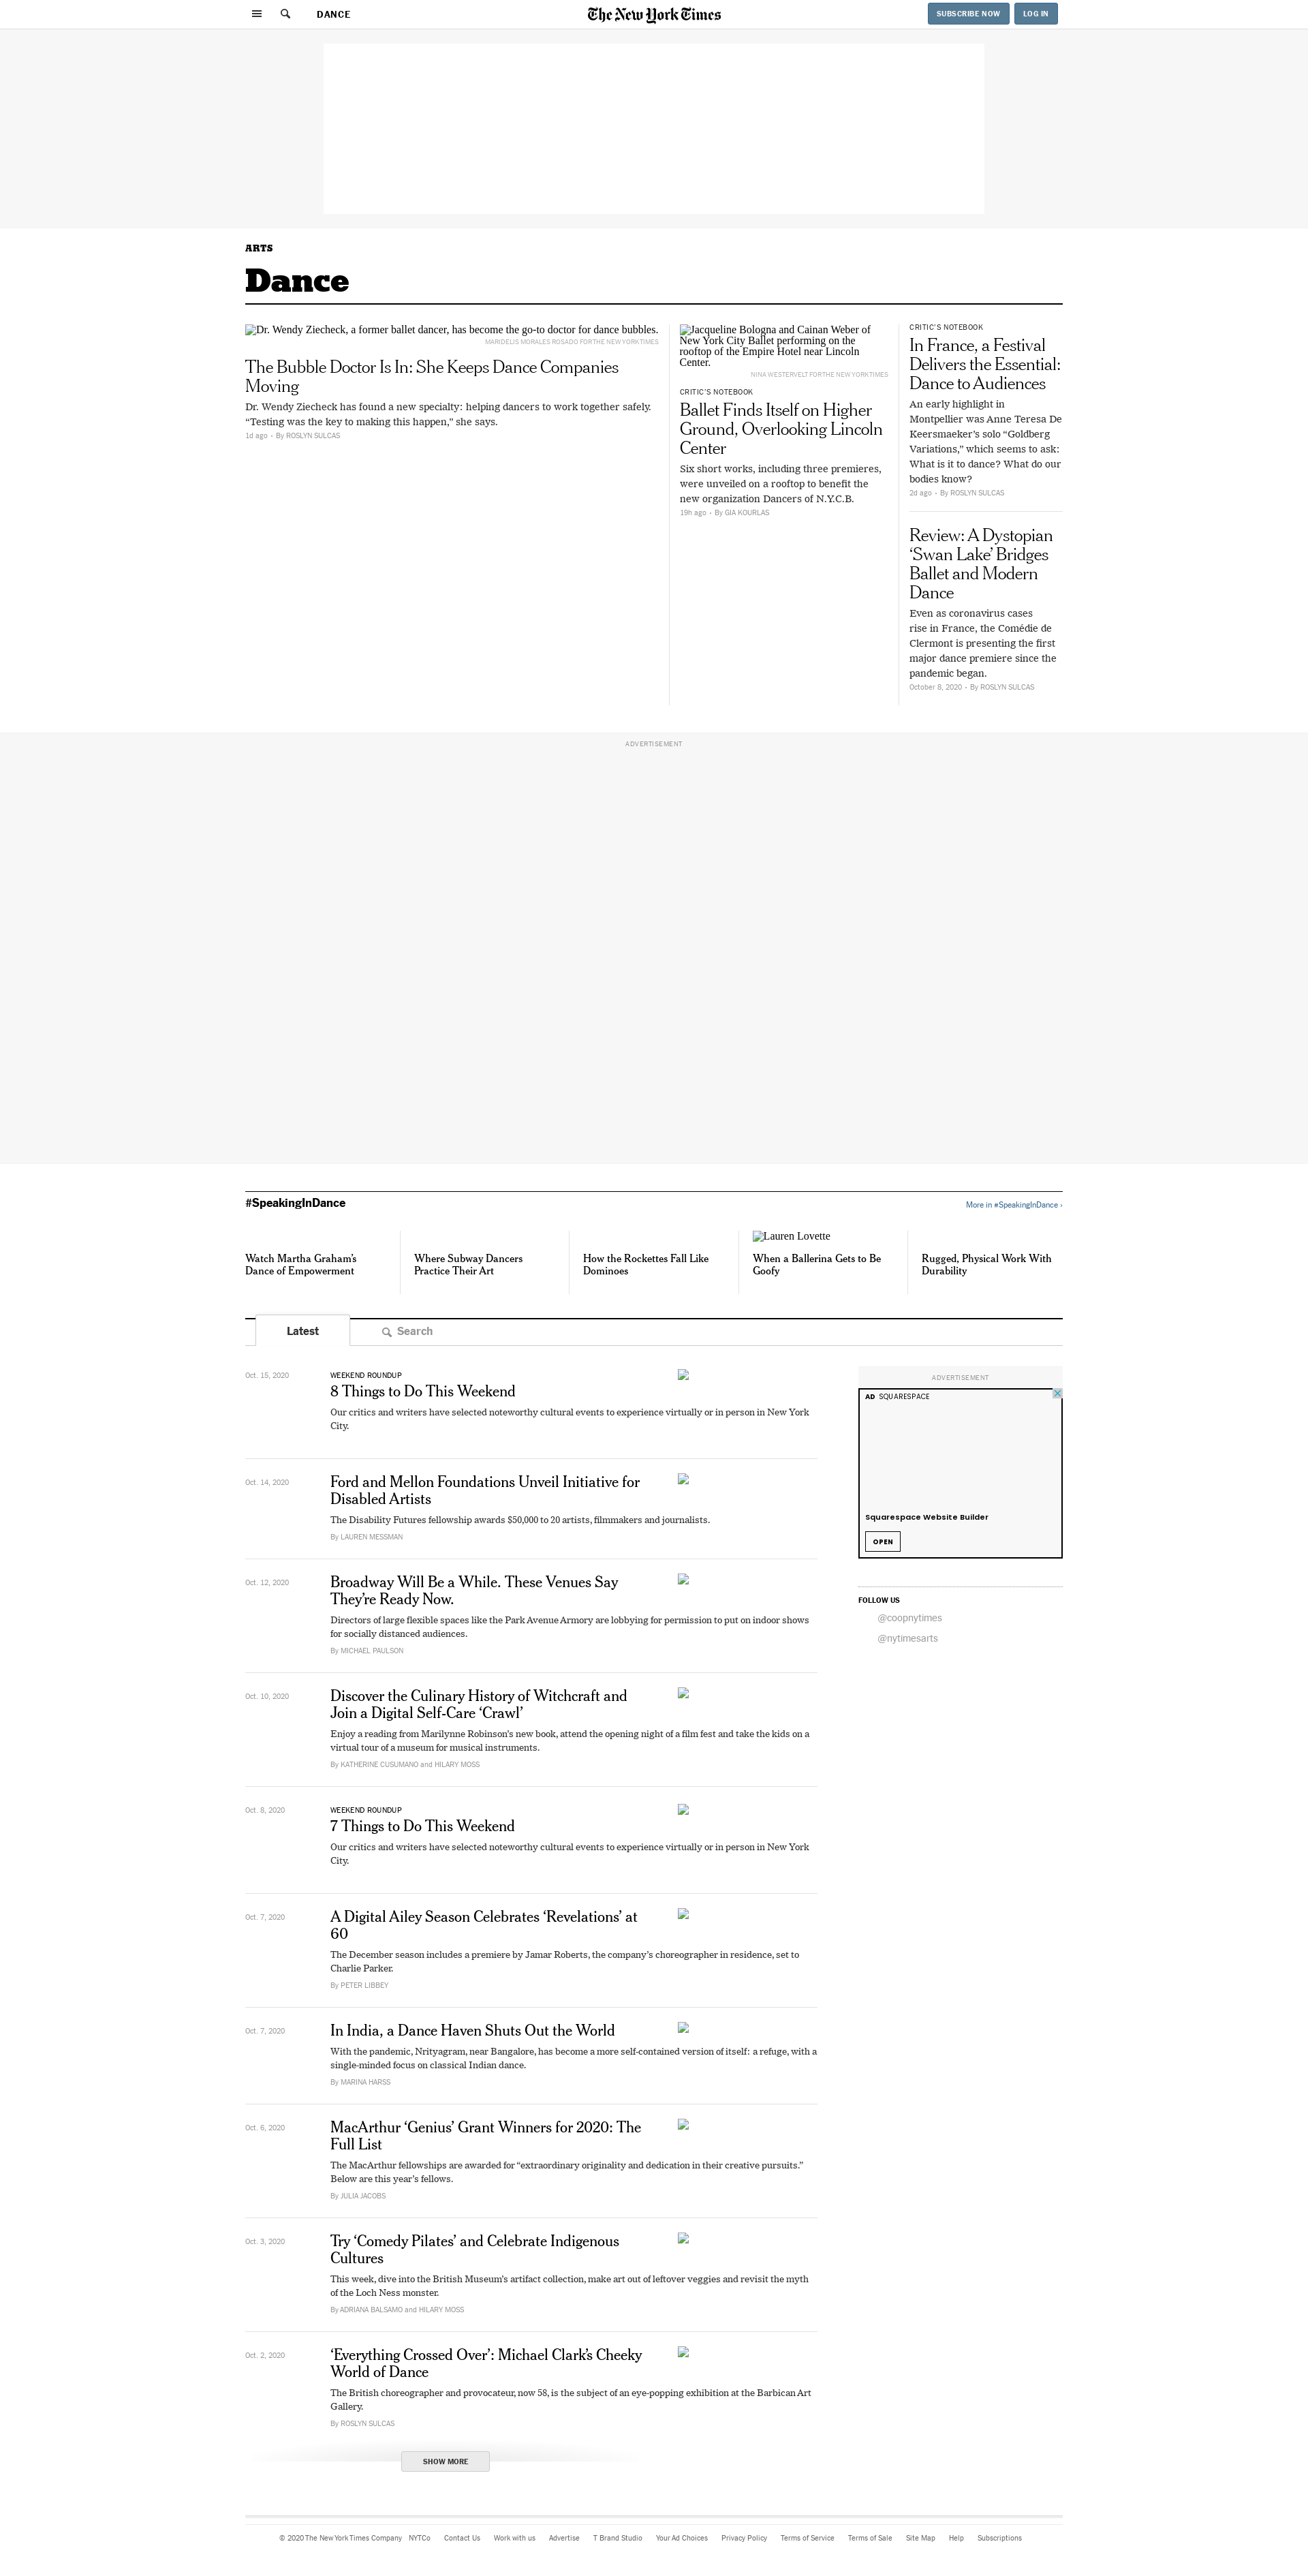 DANCE
The New York Times
SUBSCRIBE NOW
LOG IN
ARTS
Dance
Dr. Wendy Ziecheck, a former ballet dancer, has become the go-to doctor for dance bubbles.
MARIDELIS MORALES ROSADO FOR THE NEW YORK TIMES
The Bubble Doctor Is In: She Keeps Dance Companies
Moving
Dr. Wendy Ziecheck has found a new specialty: helping dancers to work together safely.
“Testing was the key to making this happen,” she says.
1d ago · By ROSLYN SULCAS
Jacqueline Bologna and Cainan Weber of
New York City Ballet performing on the
rooftop of the Empire Hotel near Lincoln
Center.
NINA WESTERVELT FOR THE NEW YORK TIMES
CRITIC’S NOTEBOOK
Ballet Finds Itself on Higher
Ground, Overlooking Lincoln
Center
Six short works, including three premieres,
were unveiled on a rooftop to benefit the
new organization Dancers of N.Y.C.B.
19h ago · By GIA KOURLAS
CRITIC’S NOTEBOOK
In France, a Festival
Delivers the Essential:
Dance to Audiences
An early highlight in
Montpellier was Anne Teresa De
Keersmaeker’s solo “Goldberg
Variations,” which seems to ask:
What is it to dance? What do our
bodies know?
2d ago · By ROSLYN SULCAS
Review: A Dystopian
‘Swan Lake’ Bridges
Ballet and Modern
Dance
Even as coronavirus cases
rise in France, the Comédie de
Clermont is presenting the first
major dance premiere since the
pandemic began.
October 8, 2020 · By ROSLYN SULCAS
ADVERTISEMENT
#SpeakingInDance
More in #SpeakingInDance ›
Watch Martha Graham’s
Dance of Empowerment
Where Subway Dancers
Practice Their Art
How the Rockettes Fall Like
Dominoes
Lauren Lovette
When a Ballerina Gets to Be
Goofy
Rugged, Physical Work With
Durability
Latest
Search
Oct. 15, 2020
WEEKEND ROUNDUP
8 Things to Do This Weekend
Our critics and writers have selected noteworthy cultural events to experience virtually or in person in New York
City.
Oct. 14, 2020
Ford and Mellon Foundations Unveil Initiative for
Disabled Artists
The Disability Futures fellowship awards $50,000 to 20 artists, filmmakers and journalists.
By LAUREN MESSMAN
Oct. 12, 2020
Broadway Will Be a While. These Venues Say
They’re Ready Now.
Directors of large flexible spaces like the Park Avenue Armory are lobbying for permission to put on indoor shows
for socially distanced audiences.
By MICHAEL PAULSON
Oct. 10, 2020
Discover the Culinary History of Witchcraft and
Join a Digital Self-Care ‘Crawl’
Enjoy a reading from Marilynne Robinson’s new book, attend the opening night of a film fest and take the kids on a
virtual tour of a museum for musical instruments.
By KATHERINE CUSUMANO and HILARY MOSS
Oct. 8, 2020
WEEKEND ROUNDUP
7 Things to Do This Weekend
Our critics and writers have selected noteworthy cultural events to experience virtually or in person in New York
City.
Oct. 7, 2020
A Digital Ailey Season Celebrates ‘Revelations’ at
60
The December season includes a premiere by Jamar Roberts, the company’s choreographer in residence, set to
Charlie Parker.
By PETER LIBBEY
Oct. 7, 2020
In India, a Dance Haven Shuts Out the World
With the pandemic, Nrityagram, near Bangalore, has become a more self-contained version of itself: a refuge, with a
single-minded focus on classical Indian dance.
By MARINA HARSS
Oct. 6, 2020
MacArthur ‘Genius’ Grant Winners for 2020: The
Full List
The MacArthur fellowships are awarded for “extraordinary originality and dedication in their creative pursuits.”
Below are this year’s fellows.
By JULIA JACOBS
Oct. 3, 2020
Try ‘Comedy Pilates’ and Celebrate Indigenous
Cultures
This week, dive into the British Museum’s artifact collection, make art out of leftover veggies and revisit the myth
of the Loch Ness monster.
By ADRIANA BALSAMO and HILARY MOSS
Oct. 2, 2020
‘Everything Crossed Over’: Michael Clark’s Cheeky
World of Dance
The British choreographer and provocateur, now 58, is the subject of an eye-popping exhibition at the Barbican Art
Gallery.
By ROSLYN SULCAS
SHOW MORE
ADVERTISEMENT
AD SQUARESPACE
Squarespace Website Builder
OPEN
FOLLOW US
@coopnytimes
@nytimesarts
© 2020 The New York Times Company NYTCo Contact Us Work with us Advertise T Brand Studio Your Ad Choices Privacy Policy Terms of Service Terms of Sale Site Map Help Subscriptions